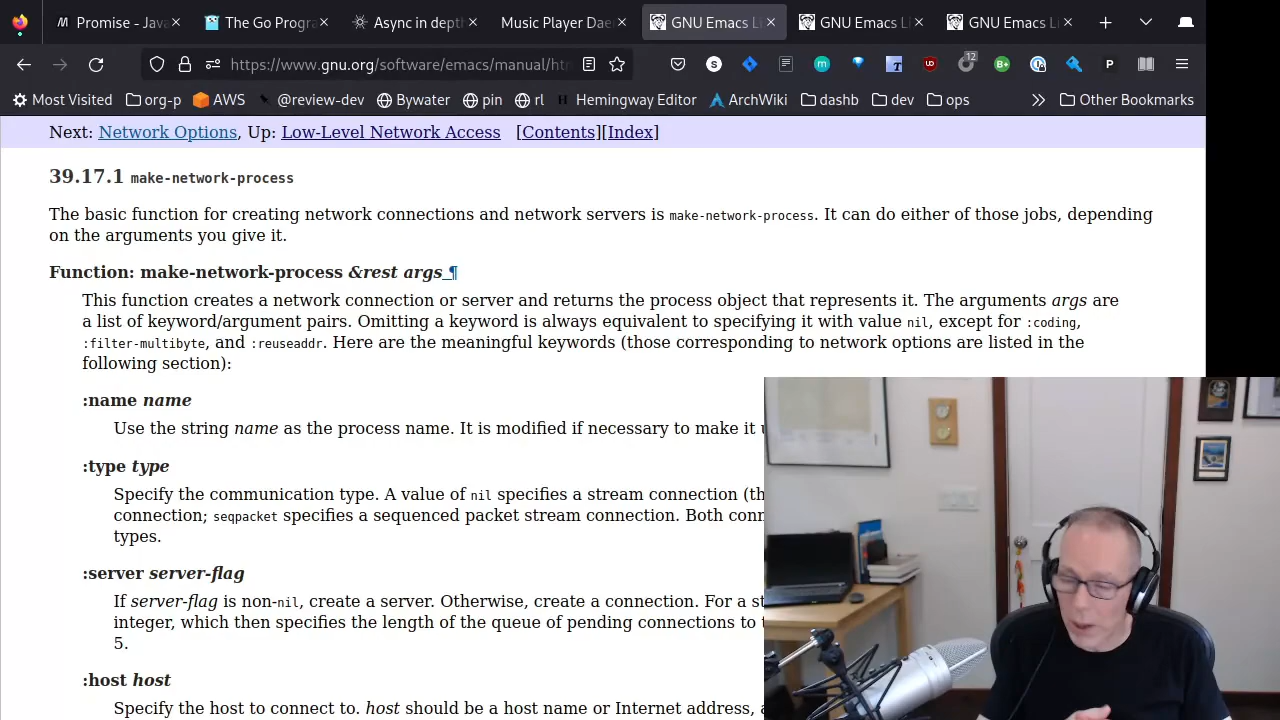 Promise - Java
The Go Progra
Async in depth
Music Player Dae
GNU Emacs Li
GNU Emacs Li
GNU Emacs Li
https://www.gnu.org/software/emacs/manual/htm
12
Most Visited
org-p
AWS
@review-dev
Bywater
pin
rl
Hemingway Editor
ArchWiki
dashb
dev
ops
Other Bookmarks
Next: Network Options, Up: Low-Level Network Access [Contents][Index]
39.17.1 make-network-process
The basic function for creating network connections and network servers is make-network-process. It can do either of those jobs, depending
on the arguments you give it.
Function: make-network-process &rest args ¶
This function creates a network connection or server and returns the process object that represents it. The arguments args are
a list of keyword/argument pairs. Omitting a keyword is always equivalent to specifying it with value nil, except for :coding,
:filter-multibyte, and :reuseaddr. Here are the meaningful keywords (those corresponding to network options are listed in the
following section):
:name name
Use the string name as the process name. It is modified if necessary to make it
:type type
Specify the communication type. A value of nil specifies a stream connection (th
connection; seqpacket specifies a sequenced packet stream connection. Both conn
types.
:server server-flag
If server-flag is non-nil, create a server. Otherwise, create a connection. For a st
integer, which then specifies the length of the queue of pending connections to t
5.
:host host
Specify the host to connect to. host should be a host name or Internet address, a